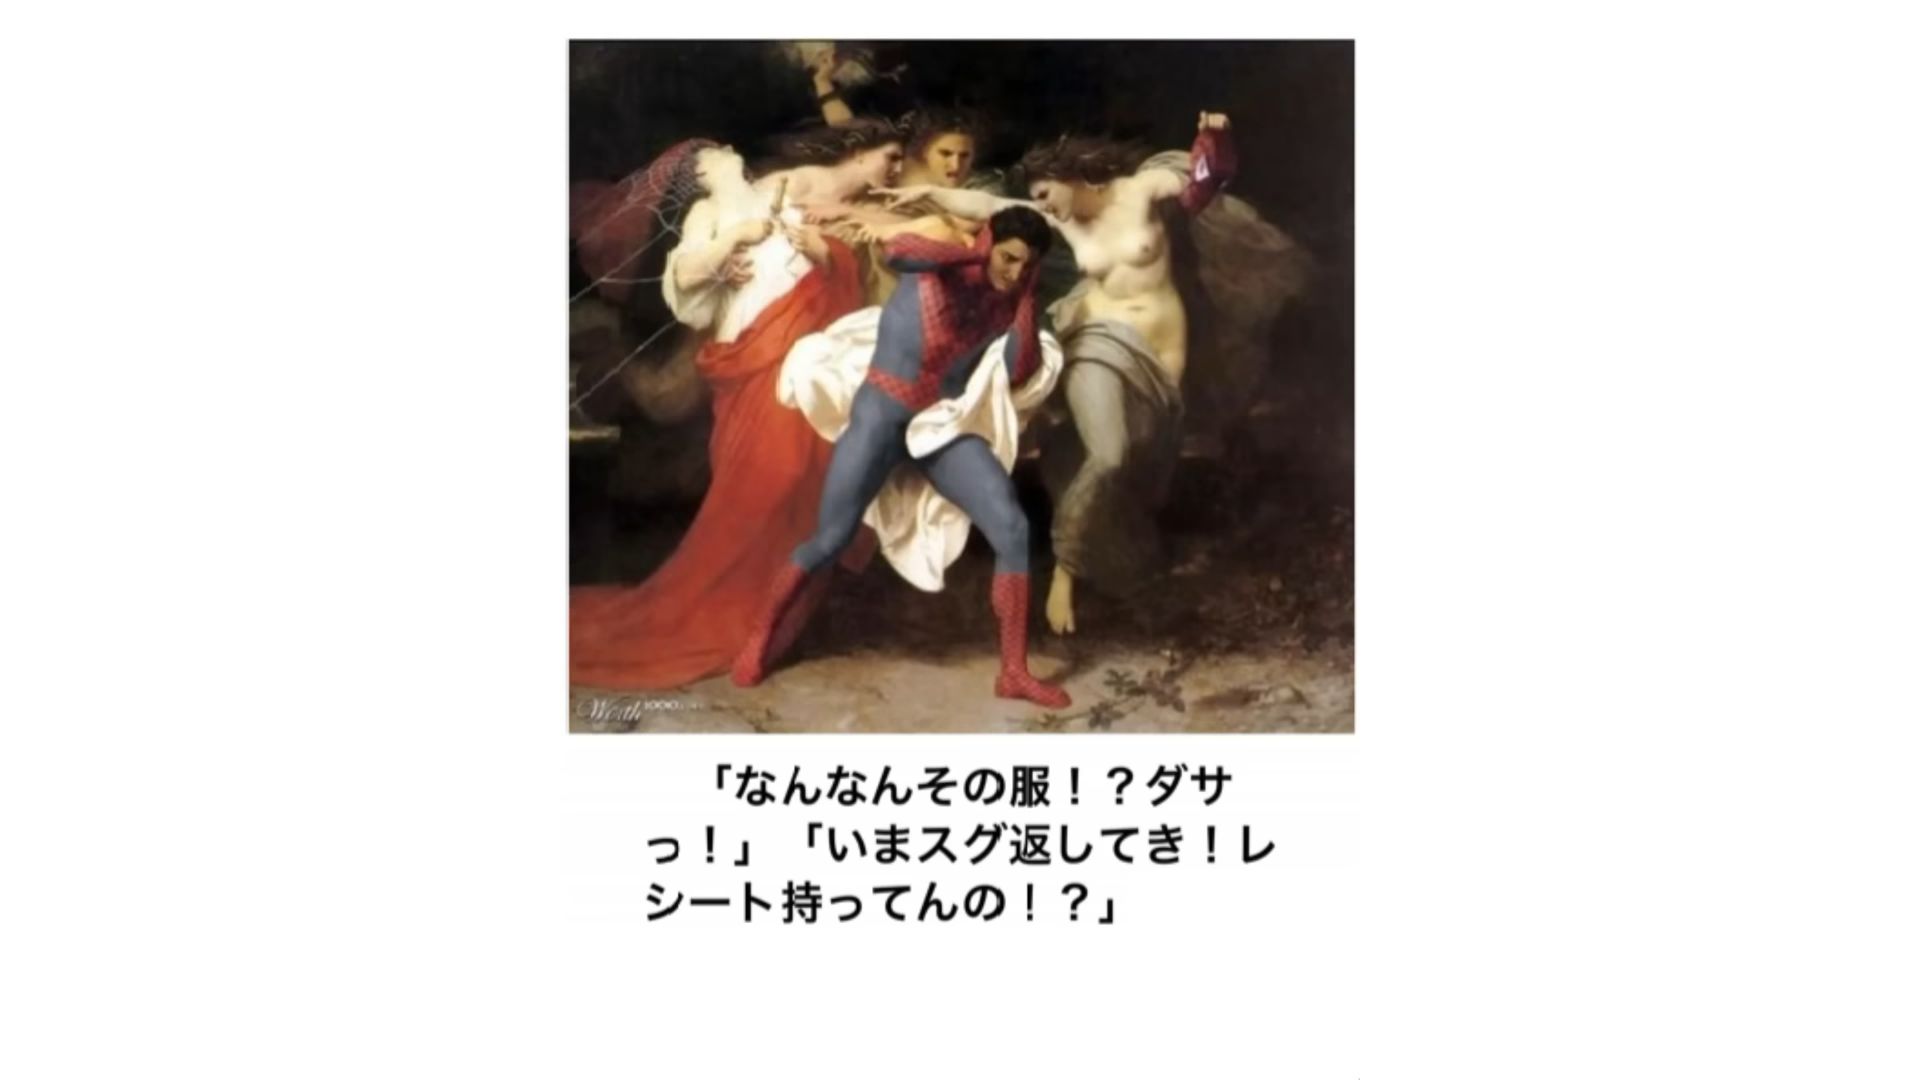 Worth1000
「なんなんその服！？ダサ
っ！」「いまスグ返してき！レ
シート持ってんの！？」